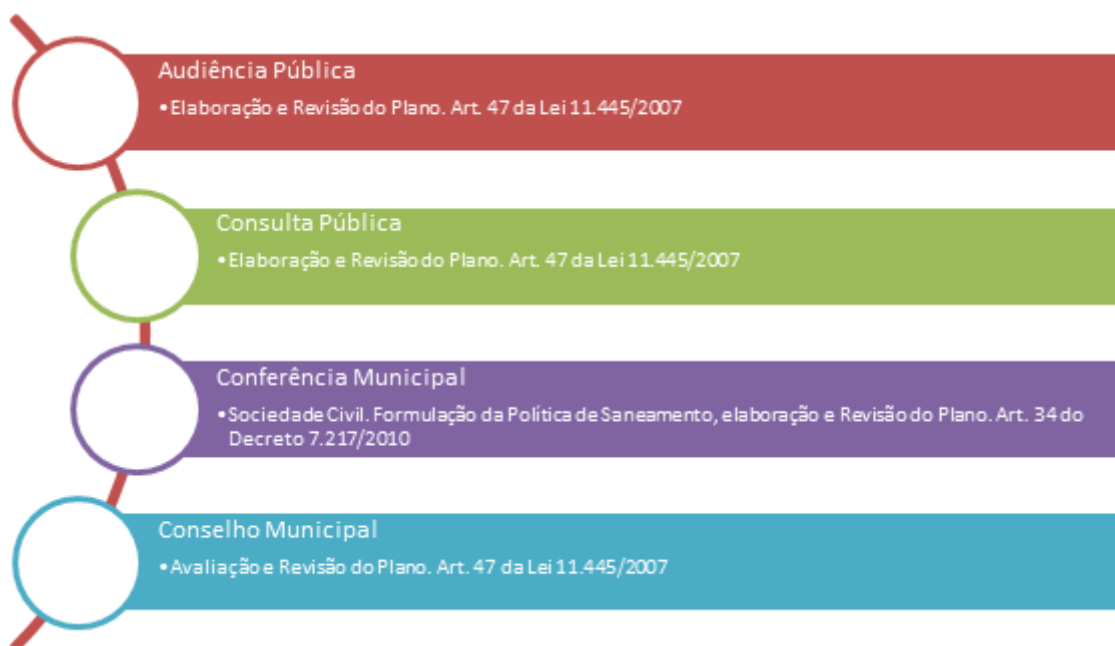 Audiência Pública
•Elaboração e Revisão do Plano. Art. 47 da Lei 11.445/2007
Consulta Pública
•Elaboração e Revisão do Plano. Art. 47 da Lei 11.445/2007
Conferência Municipal
•Sociedade Civil. Formulação da Política de Saneamento, elaboração e Revisão do Plano. Art. 34 do
Decreto 7.217/2010
Conselho Municipal
•Avaliação e Revisão do Plano. Art. 47 da Lei 11.445/2007